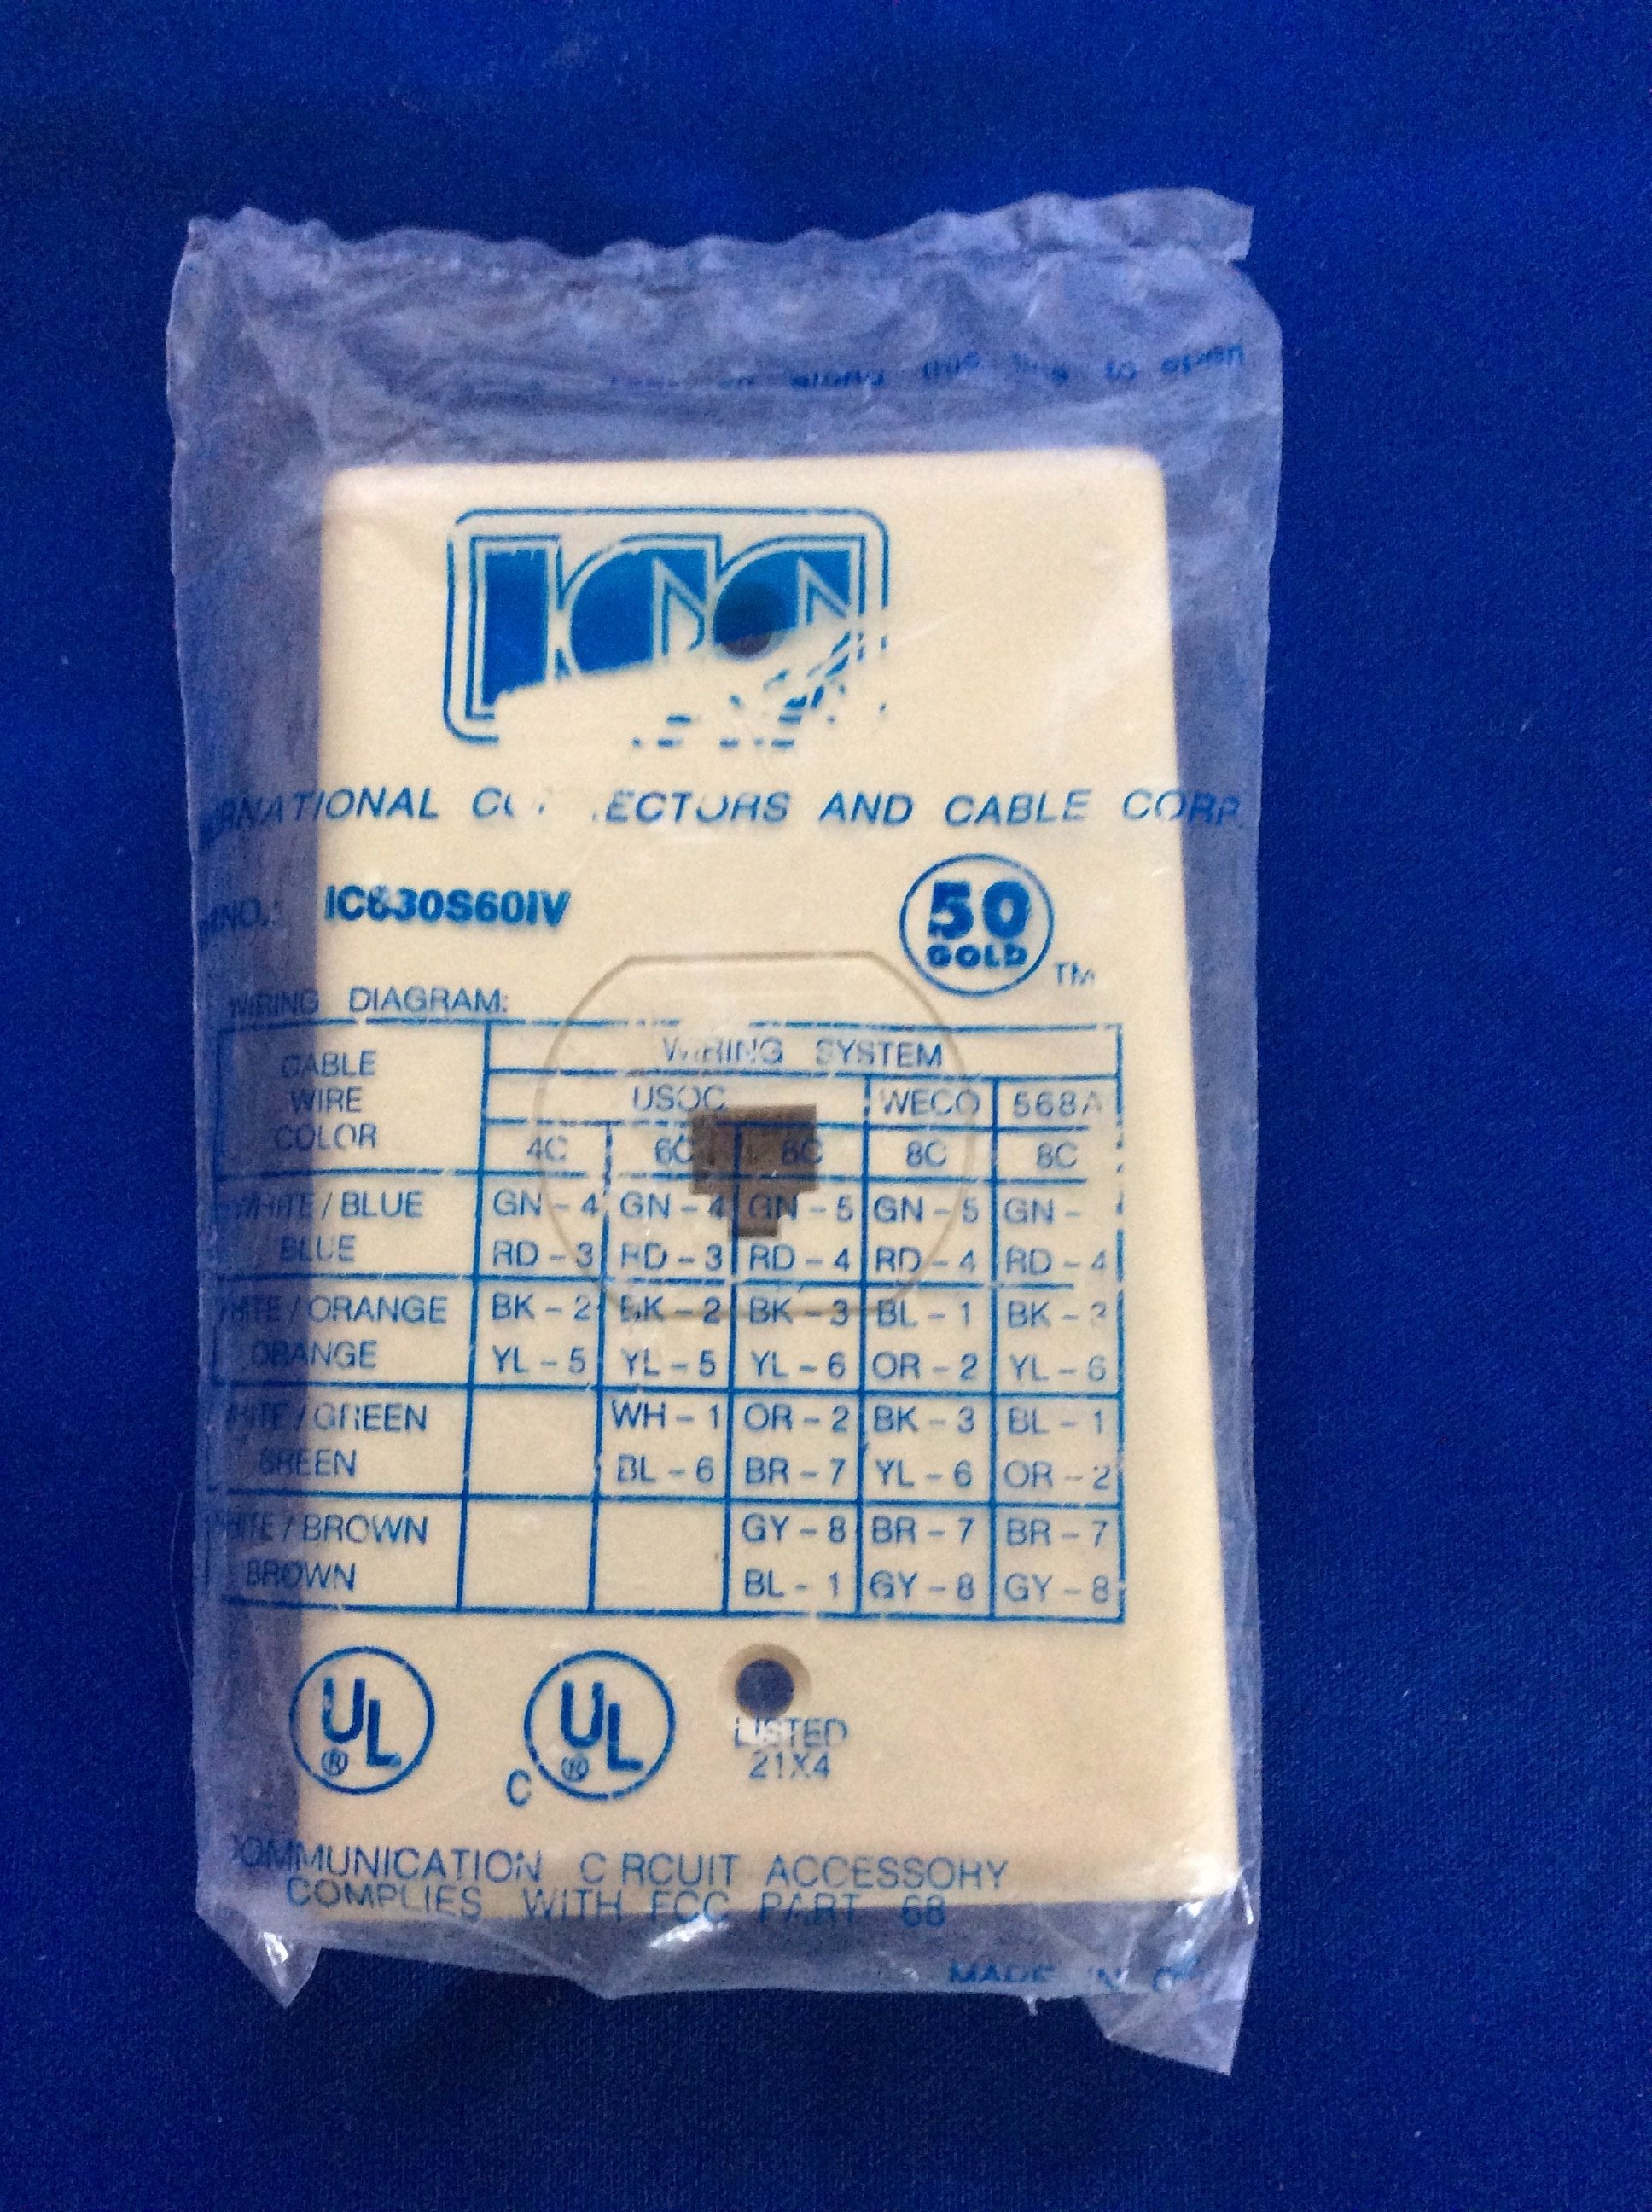 ICC
CABLE CORP.
AND
IC630S60IV
50
GOLD
TM
WIRING DIAGRAM:
CABLE WIRING SYSTEM
WIRE USOC WECO 568A
COLOR 4C 6C 8C 8C 8C
WHITE / BLUE GN - 4 GN - 4 GN - 5 GN - 5 GN -
BLUE RD - 3 RD - 3 RD - 4 RD - 4 RD - 4
/ ORANGE BK - 2 BK - 2 BK - 3 BL - 1 BK - 3
ORANGE YL - 5 YL - 5 YL - 6 OR - 2 YL - 6
/ GREEN WH - 1 OR - 2 BK - 3 BL - 1
GREEN BL - 6 BR - 7 YL - 6 OR - 2
/ BROWN GY - 8 BR - 7 BR - 7
BROWN BL - 1 GY - 8 GY - 8
UL ® C UL ® LISTED
21X4
COMMUNICATION CIRCUIT ACCESSORY
COMPLIES WITH FCC PART 68
MADE IN